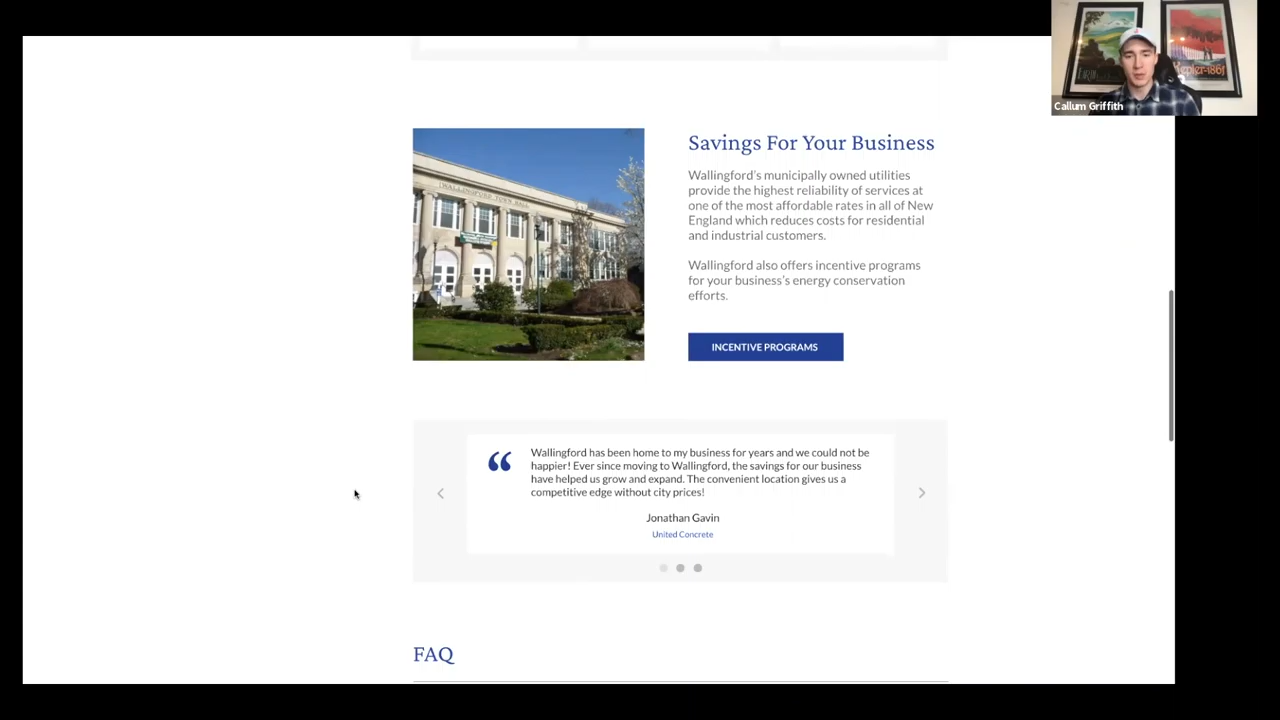 Savings For Your Business
Wallingford's municipally owned utilities
provide the highest reliability of services at
one of the most affordable rates in all of New
England which reduces costs for residential
and industrial customers.
Wallingford also offers incentive programs
for your business's energy conservation
efforts.
INCENTIVE PROGRAMS
WALLINGFORD TOWN HALL
“
Wallingford has been home to my business for years and we could not be
happier! Ever since moving to Wallingford, the savings for our business
have helped us grow and expand. The convenient location gives us a
competitive edge without city prices!
Jonathan Gavin
United Concrete
FAQ
Kepler-186f
Callum Griffith